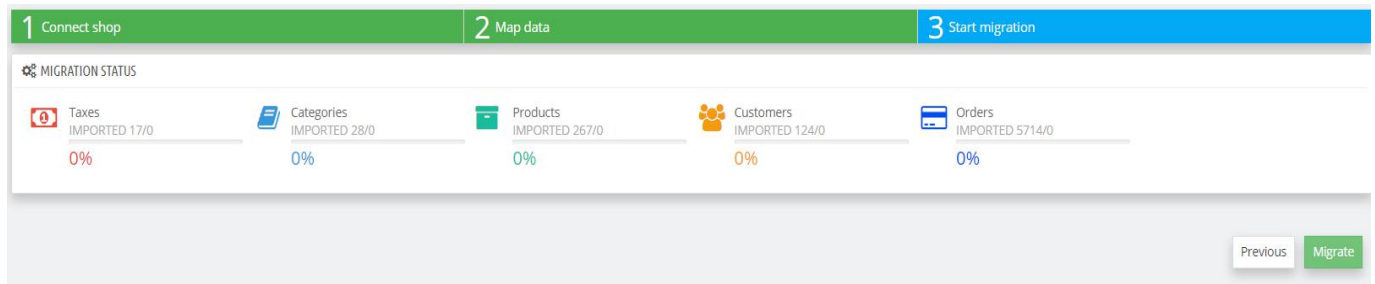 1 Connect shop
2 Map data
3 Start migration
MIGRATION STATUS
Taxes
IMPORTED 17/0
0%
Categories
IMPORTED 28/0
0%
Products
IMPORTED 267/0
0%
Customers
IMPORTED 124/0
0%
Orders
IMPORTED 5714/0
0%
Previous
Migrate